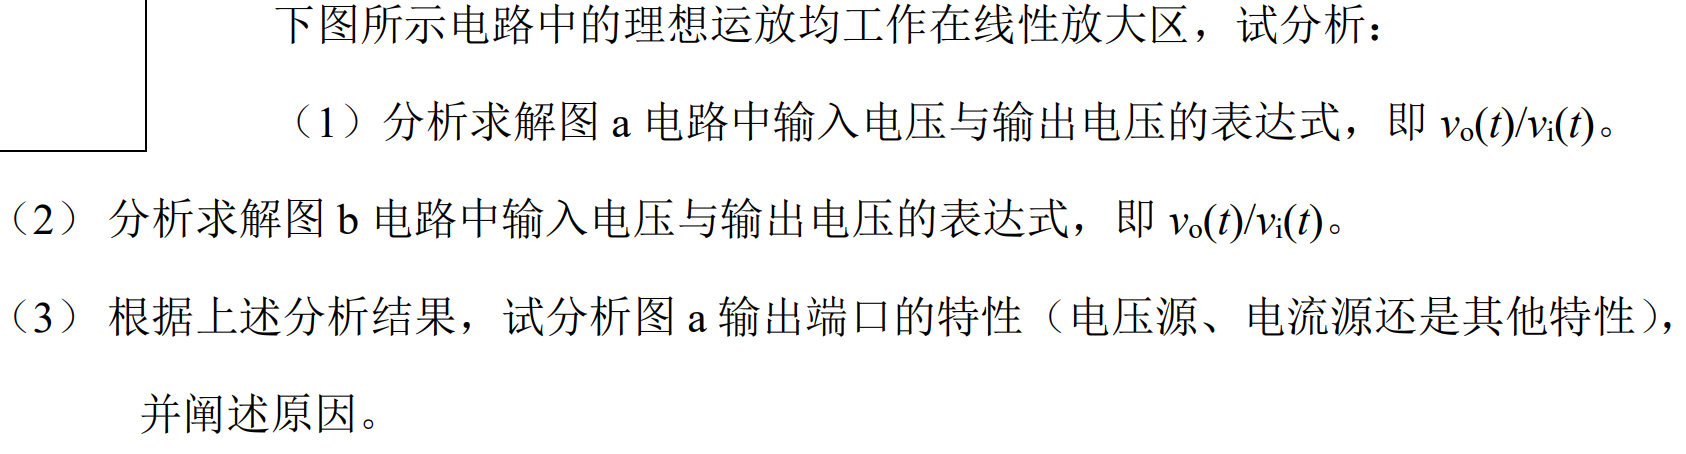 下图所示电路中的理想运放均工作在线性放大区，试分析：
（1）分析求解图 a 电路中输入电压与输出电压的表达式，即 vo(t)/vi(t)。
（2） 分析求解图 b 电路中输入电压与输出电压的表达式，即 vo(t)/vi(t)。
（3） 根据上述分析结果，试分析图 a 输出端口的特性（电压源、电流源还是其他特性），
并阐述原因。